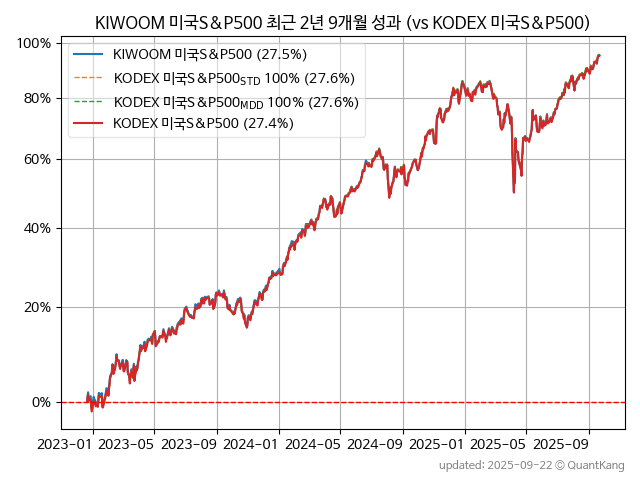 KIWOOM 미국S&P500 최근 2년 9개월 성과 (vs KODEX 미국S&P500)
KIWOOM 미국S&P500 (27.5%)
KODEX 미국S&P500STD 100% (27.6%)
KODEX 미국S&P500MDD 100% (27.6%)
KODEX 미국S&P500 (27.4%)
100%
80%
60%
40%
20%
0%
2023-01 2023-05 2023-09 2024-01 2024-05 2024-09 2025-01 2025-05 2025-09
updated: 2025-09-22 © QuantKang